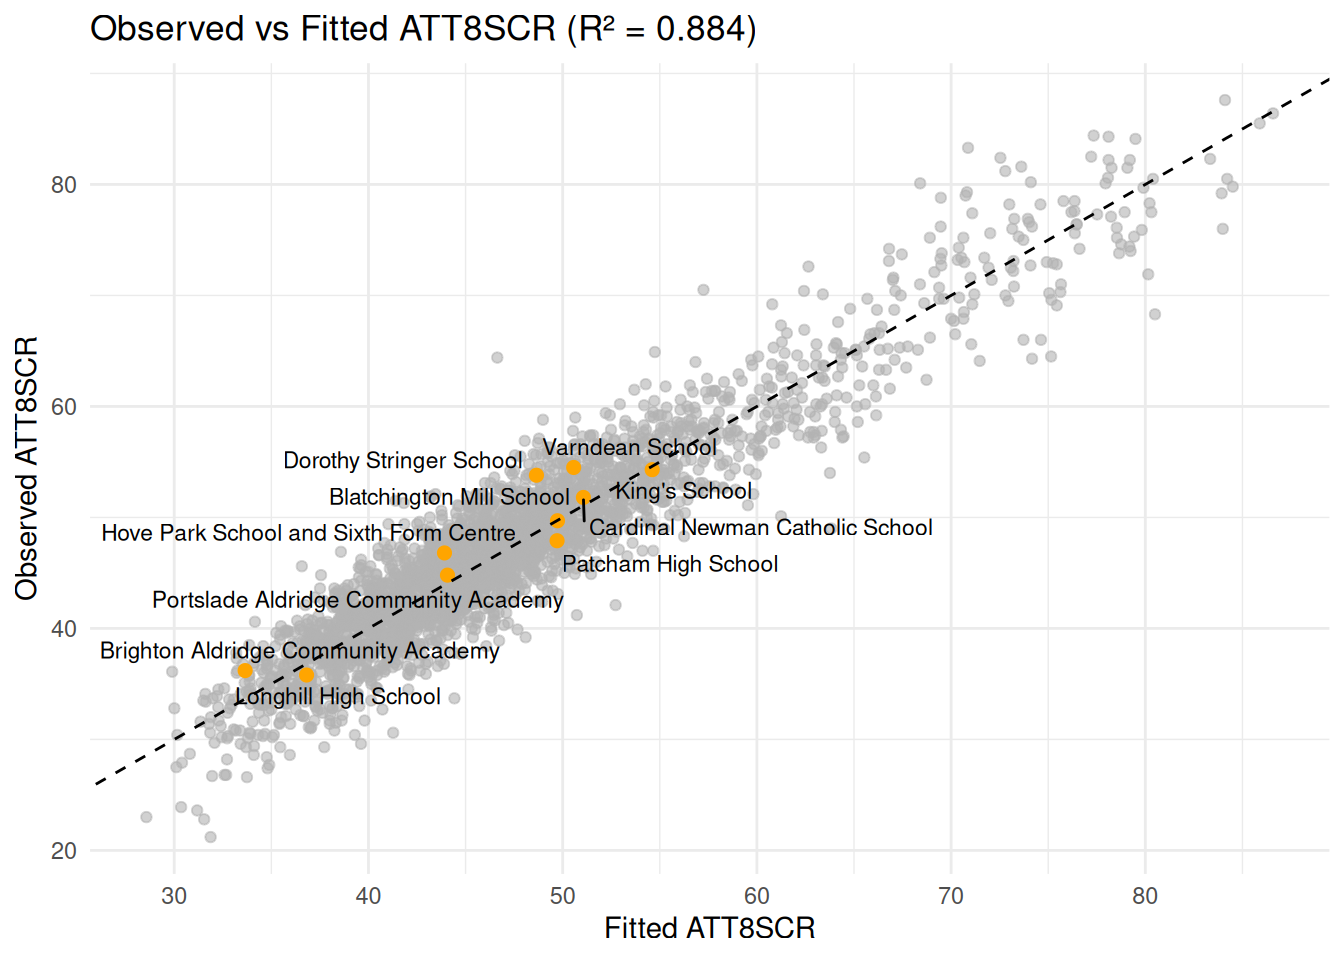 Observed vs Fitted ATT8SCR (R² = 0.884)
Observed ATT8SCR
80
60
40
20
Varndean School
Dorothy Stringer School
King's School
Blatchington Mill School
Cardinal Newman Catholic School
Hove Park School and Sixth Form Centre
Patcham High School
Portslade Aldridge Community Academy
Brighton Aldridge Community Academy
Longhill High School
30 40 50 60 70 80
Fitted ATT8SCR